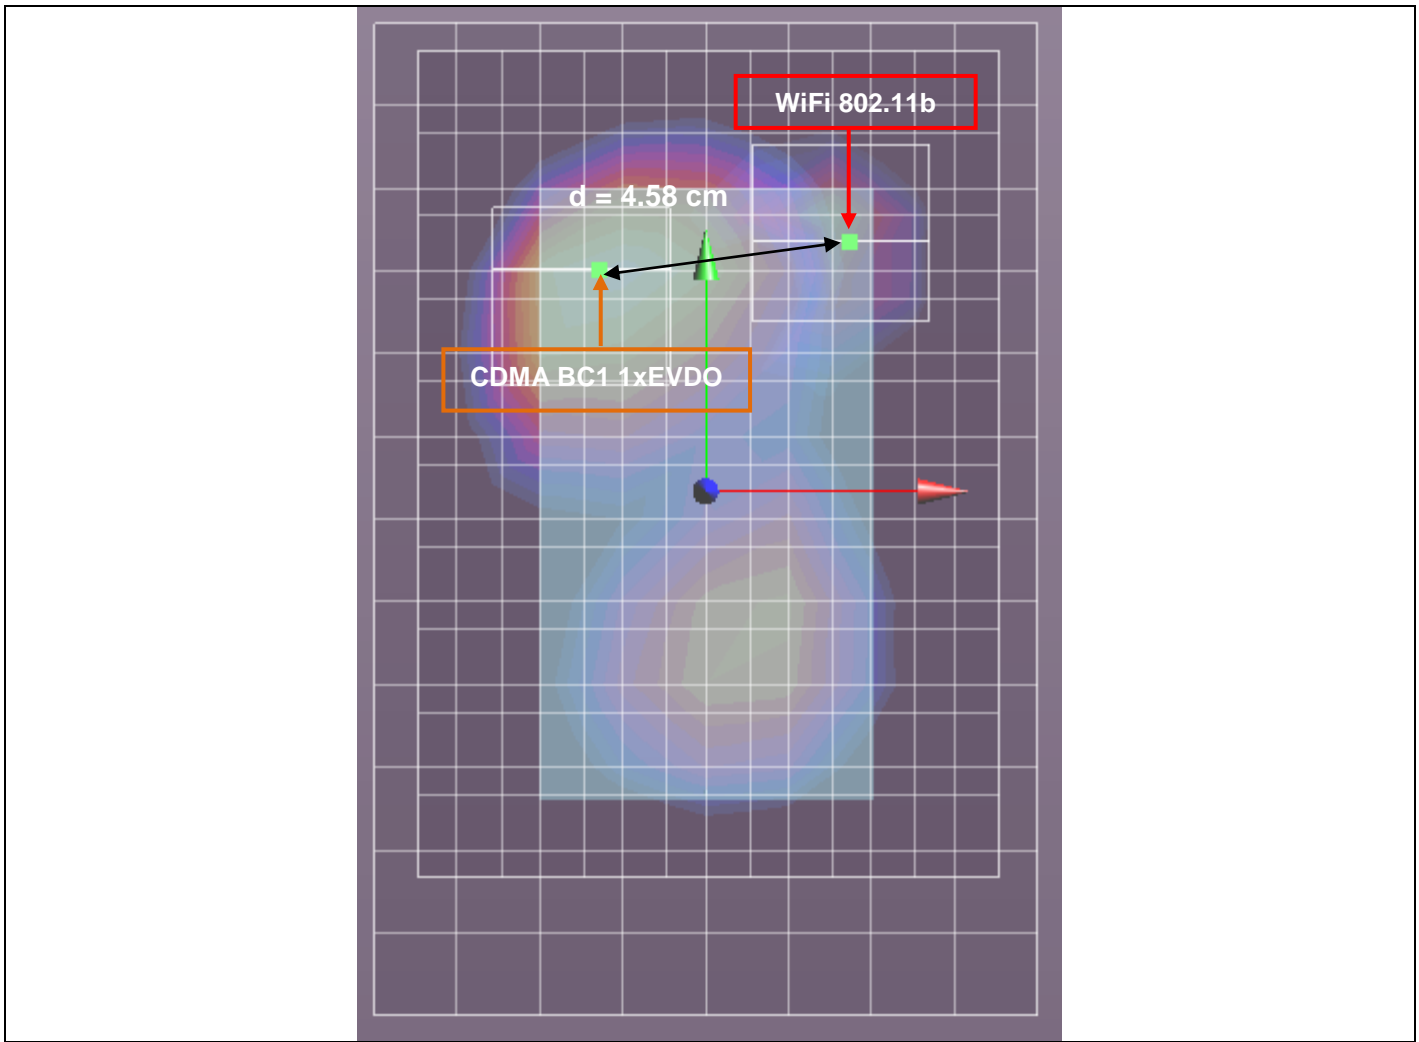 WiFi 802.11b
d = 4.58 cm
CDMA BC1 1xEVDO